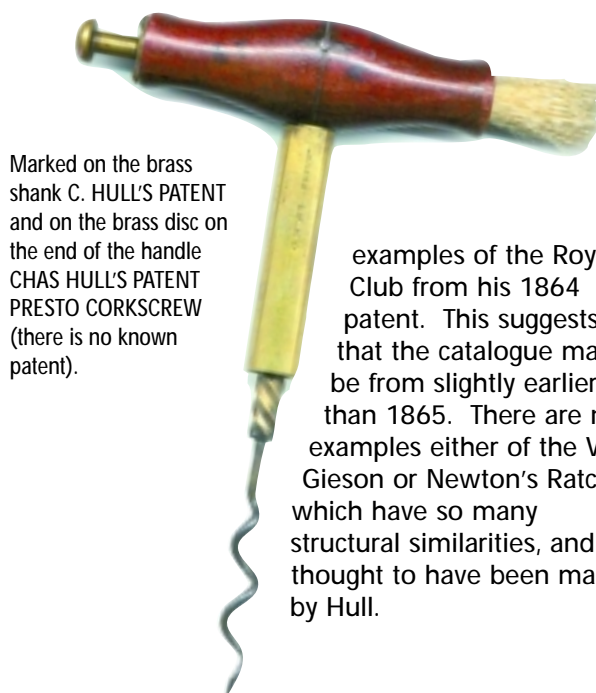 Marked on the brass
shank C. HULL'S PATENT
and on the brass disc on
the end of the handle
CHAS HULL'S PATENT
PRESTO CORKSCREW
(there is no known
patent).
examples of the Roy
Club from his 1864
patent. This suggests
that the catalogue ma
be from slightly earlier
than 1865. There are
examples either of the
Gieson or Newton's Ratc
which have so many
structural similarities, and
thought to have been ma
by Hull.